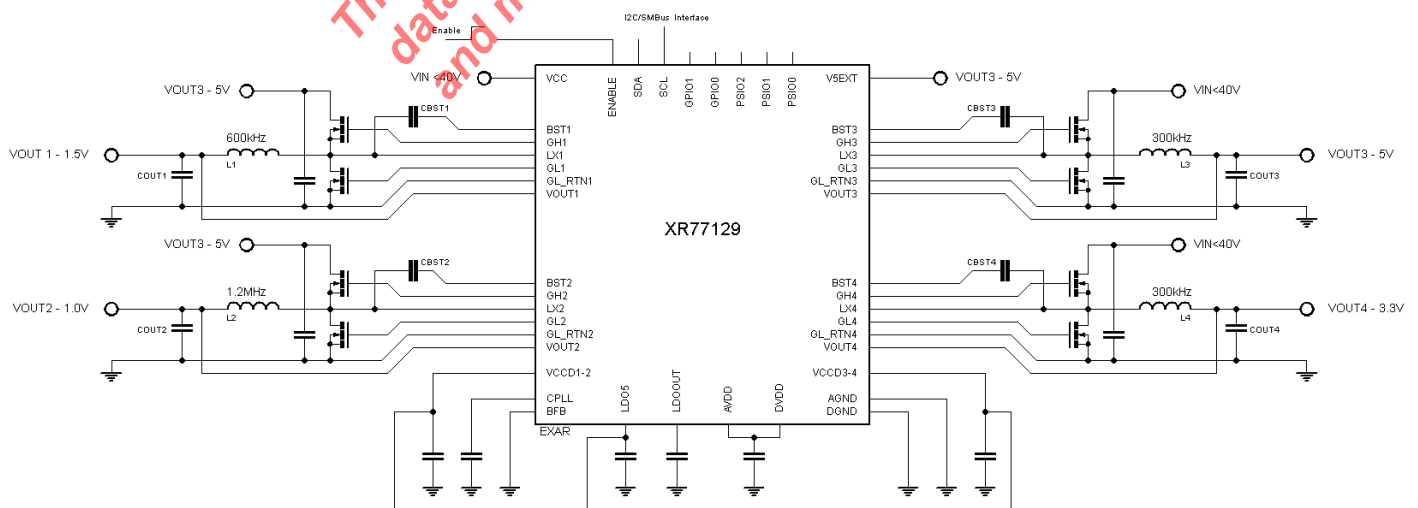 Th
data
and n
I2C/SMBus Interface
Enable
VIN <40V
VCC
ENABLE
SDA
SCL
GPIO1
GPIO0
PSIO2
PSIO1
PSIO0
V5EXT
VOUT3 - 5V
VOUT3 - 5V
CBST1
BST1
GH1
LX1
GL1
GL_RTN1
VOUT1
600kHz
L1
VOUT 1 - 1.5V
COUT1
CBST3
BST3
GH3
LX3
GL3
GL_RTN3
VOUT3
VIN<40V
300kHz
L3
VOUT3 - 5V
COUT3
XR77129
VOUT3 - 5V
CBST2
BST2
GH2
LX2
GL2
GL_RTN2
VOUT2
1.2MHz
L2
VOUT2 - 1.0V
COUT2
CBST4
BST4
GH4
LX4
GL4
GL_RTN4
VOUT4
VIN<40V
300kHz
L4
VOUT4 - 3.3V
COUT4
VCCD1-2
CPLL
BFB
LDO5
LDOOUT
AVDD
DVDD
VCCD3-4
AGND
DGND
EXAR